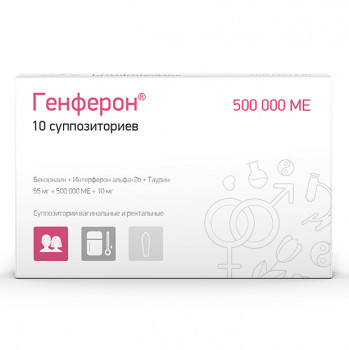 Генферон®
500 000 МЕ
10 суппозиториев
Бензокаин + Интерферон альфа-2b + Таурин
55 мг + 500 000 МЕ + 10 мг
Суппозитории вагинальные и ректальные